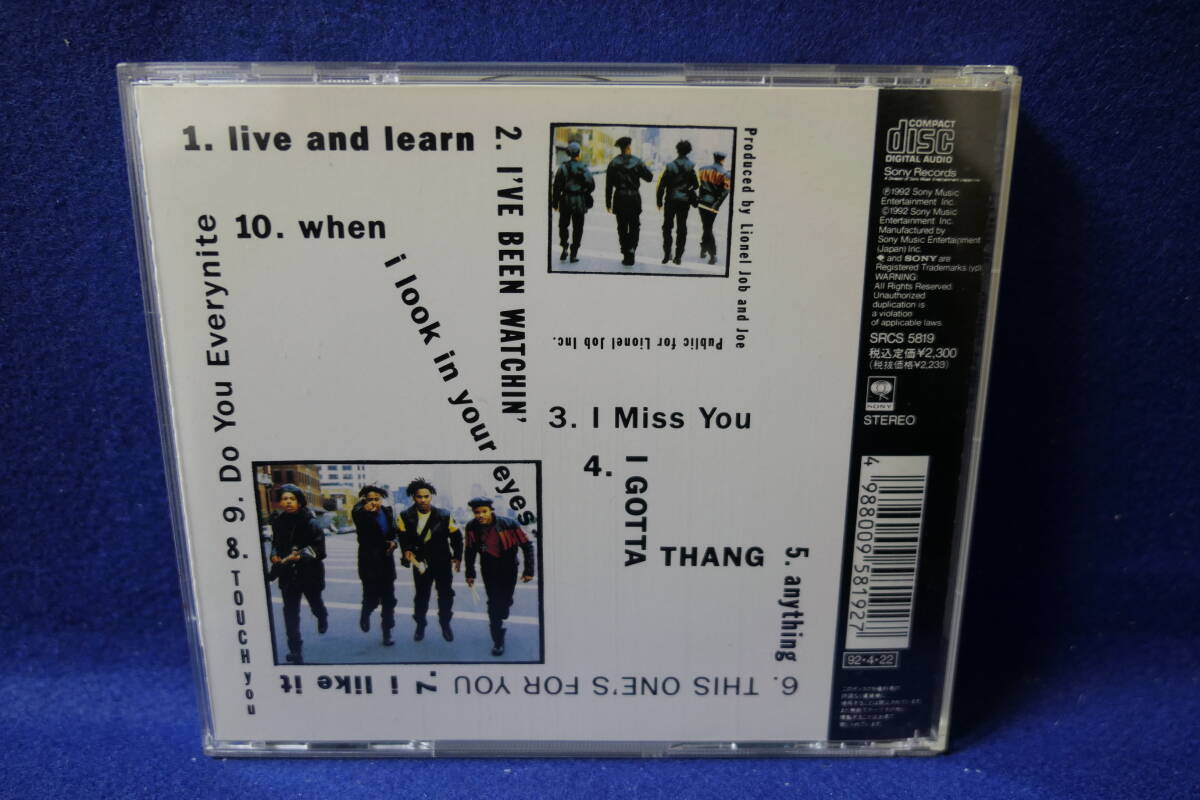 1. live and learn
2. I'VE BEEN WATCHIN'
3. I Miss You
4. I GOTTA THANG
5. anything
6. THIS ONE'S FOR YOU
7. i like it
8. TOUCH you
9. Do You Everynite
10. when i look in your eyes
Produced by Lionel Job and Joe
Public for Lionel Job Inc.
COMPACT
disc
DIGITAL AUDIO
Sony Records
℗1992 Sony Music
Entertainment Inc.
©1992 Sony Music
Entertainment Inc.
Manufactured by
Sony Music Entertainment
(Japan) Inc.
and SONY are
Registered Trademarks
WARNING:
All Rights Reserved.
Unauthorized
duplication is
a violation
of applicable laws.
SRCS 5819
税込定価¥2,300
(税抜価格¥2,233)
SONY
STEREO
4 988009 581927
92・4・22